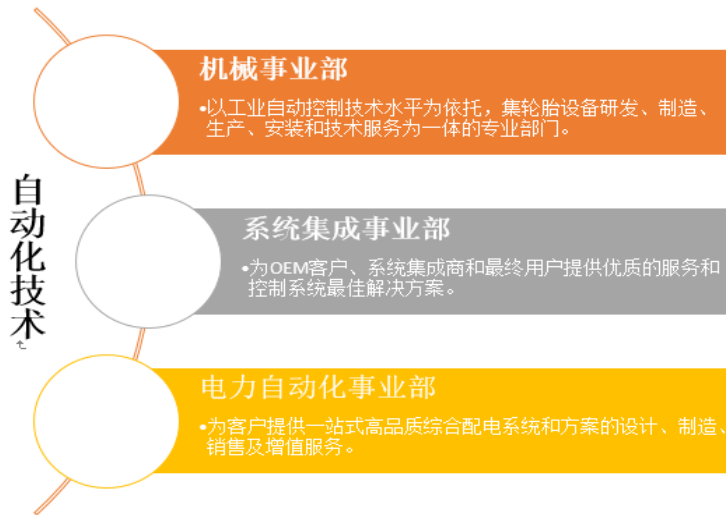 自动化技术
机械事业部
•以工业自动控制技术水平为依托，集轮胎设备研发、制造、
生产、安装和技术服务为一体的专业部门。
系统集成事业部
•为OEM客户、系统集成商和最终用户提供优质的服务和
控制系统最佳解决方案。
电力自动化事业部
•为客户提供一站式高品质综合配电系统和方案的设计、制造、
销售及增值服务。